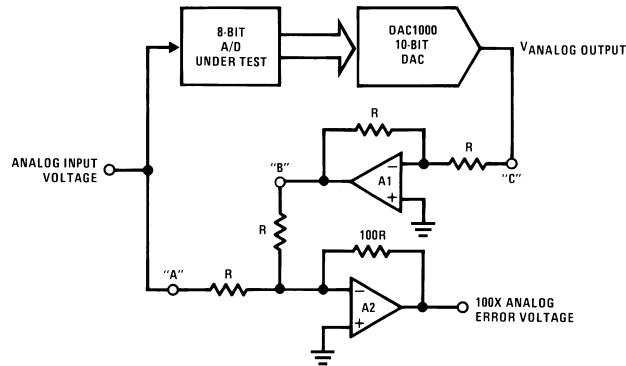 8-BIT
A/D
UNDER TEST
DAC1000
10-BIT
DAC
VANALOG OUTPUT
R
R
ANALOG INPUT
VOLTAGE
"B"
−
A1
+
"C"
R
100R
"A"
R
−
A2
+
100X ANALOG
ERROR VOLTAGE